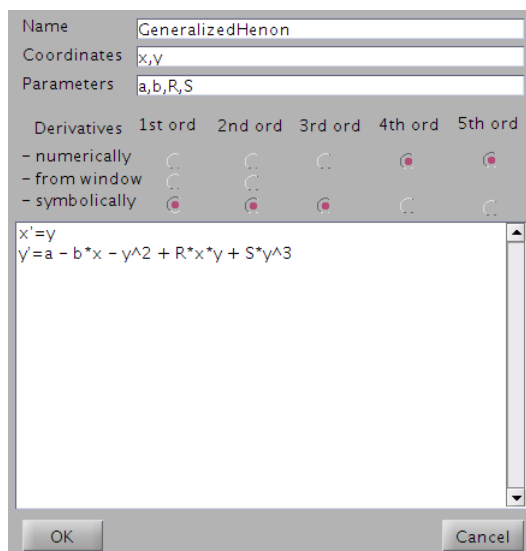 Name GeneralizedHenon
Coordinates x,y
Parameters a,b,R,S
Derivatives 1st ord 2nd ord 3rd ord 4th ord 5th ord
– numerically
– from window
– symbolically
x'=y
y'=a - b*x - y^2 + R*x*y + S*y^3
OK Cancel